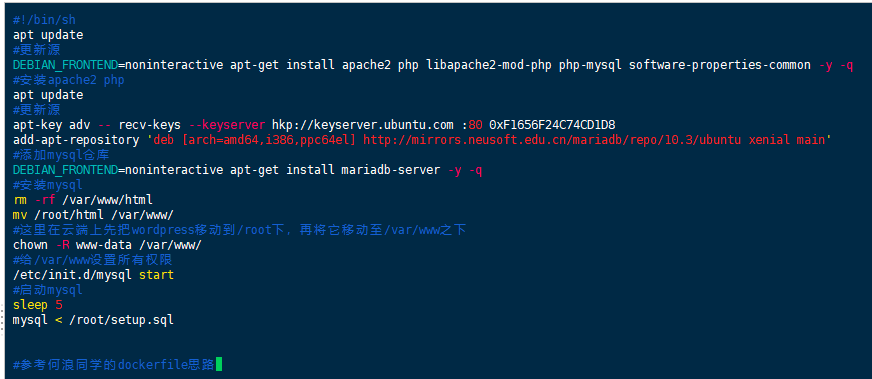 #!/bin/sh
apt update
#更新源
DEBIAN_FRONTEND=noninteractive apt-get install apache2 php libapache2-mod-php php-mysql software-properties-common -y -q
#安装apache2 php
apt update
#更新源
apt-key adv -- recv-keys --keyserver hkp://keyserver.ubuntu.com :80 0xF1656F24C74CD1D8
add-apt-repository 'deb [arch=amd64,i386,ppc64el] http://mirrors.neusoft.edu.cn/mariadb/repo/10.3/ubuntu xenial main'
#添加mysql仓库
DEBIAN_FRONTEND=noninteractive apt-get install mariadb-server -y -q
#安装mysql
rm -rf /var/www/html
mv /root/html /var/www/
#这里在云端上先把wordpress移动到/root下，再将它移动至/var/www之下
chown -R www-data /var/www/
#给/var/www设置所有权限
/etc/init.d/mysql start
#启动mysql
sleep 5
mysql < /root/setup.sql
#参考何浪同学的dockerfile思路